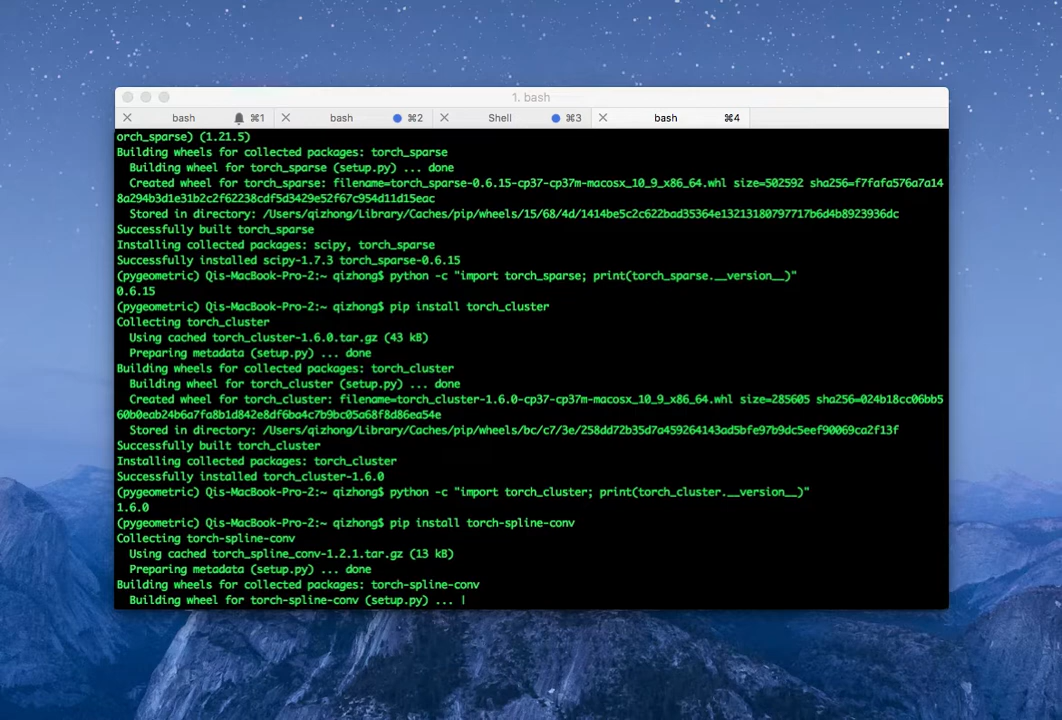 1. bash
bash ⌘1 bash ⌘2 Shell ⌘3 bash ⌘4
orch_sparse) (1.21.5)
Building wheels for collected packages: torch_sparse
Building wheel for torch_sparse (setup.py) ... done
Created wheel for torch_sparse: filename=torch_sparse-0.6.15-cp37-cp37m-macosx_10_9_x86_64.whl size=502592 sha256=f7fafa576a7a14
8a294b3d1e31b2c2f62238cdf5d3429e52f67c954d11d15eac
Stored in directory: /Users/qizhong/Library/Caches/pip/wheels/15/68/4d/1414be5c2c622bad35364e13213180797717b6d4b8923936dc
Successfully built torch_sparse
Installing collected packages: scipy, torch_sparse
Successfully installed scipy-1.7.3 torch_sparse-0.6.15
(pygeometric) Qis-MacBook-Pro-2:~ qizhong$ python -c "import torch_sparse; print(torch_sparse.__version__)"
0.6.15
(pygeometric) Qis-MacBook-Pro-2:~ qizhong$ pip install torch_cluster
Collecting torch_cluster
Using cached torch_cluster-1.6.0.tar.gz (43 kB)
Preparing metadata (setup.py) ... done
Building wheels for collected packages: torch_cluster
Building wheel for torch_cluster (setup.py) ... done
Created wheel for torch_cluster: filename=torch_cluster-1.6.0-cp37-cp37m-macosx_10_9_x86_64.whl size=285605 sha256=024b18cc06bb5
60b0eab24b6a7fa8b1d842e8df6ba4c7b9bc05a68f8d86ea54e
Stored in directory: /Users/qizhong/Library/Caches/pip/wheels/bc/c7/3e/258dd72b35d7a459264143ad5bfe97b9dc5eef90069ca2f13f
Successfully built torch_cluster
Installing collected packages: torch_cluster
Successfully installed torch_cluster-1.6.0
(pygeometric) Qis-MacBook-Pro-2:~ qizhong$ python -c "import torch_cluster; print(torch_cluster.__version__)"
1.6.0
(pygeometric) Qis-MacBook-Pro-2:~ qizhong$ pip install torch-spline-conv
Collecting torch-spline-conv
Using cached torch_spline_conv-1.2.1.tar.gz (13 kB)
Preparing metadata (setup.py) ... done
Building wheels for collected packages: torch-spline-conv
Building wheel for torch-spline-conv (setup.py) ... |